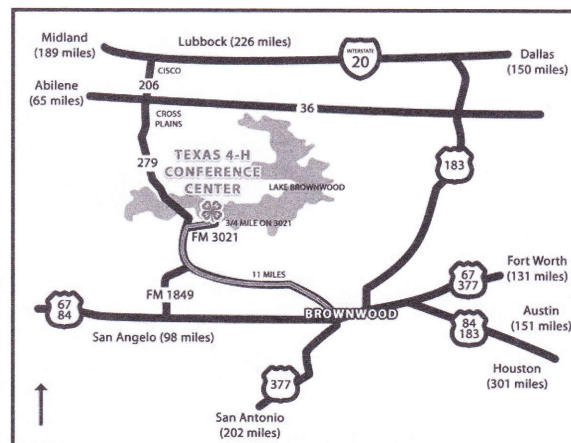 Midland
(189 miles)
Lubbock (226 miles)
INTERSTATE
20
Dallas
(150 miles)
CISCO
206
Abilene
(65 miles)
36
CROSS
PLAINS
279
TEXAS 4-H
CONFERENCE
CENTER
183
LAKE BROWNWOOD
3/4 MILE ON 3021
FM 3021
11 MILES
Fort Worth
(131 miles)
67
377
FM 1849
67
84
BROWNWOOD
Austin
(151 miles)
84
183
San Angelo (98 miles)
Houston
(301 miles)
377
San Antonio
(202 miles)